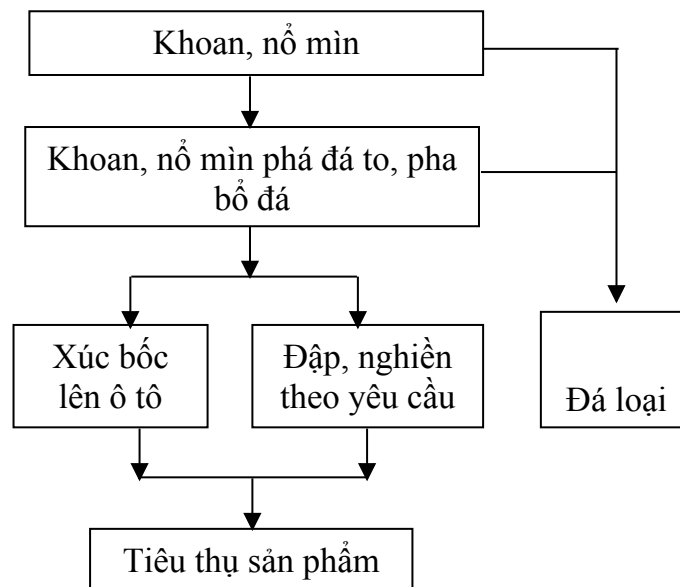 Khoan, nổ mìn
Khoan, nổ mìn phá đá to, pha
bổ đá
Xúc bốc
lên ô tô
Đập, nghiền
theo yêu cầu
Đá loại
Tiêu thụ sản phẩm